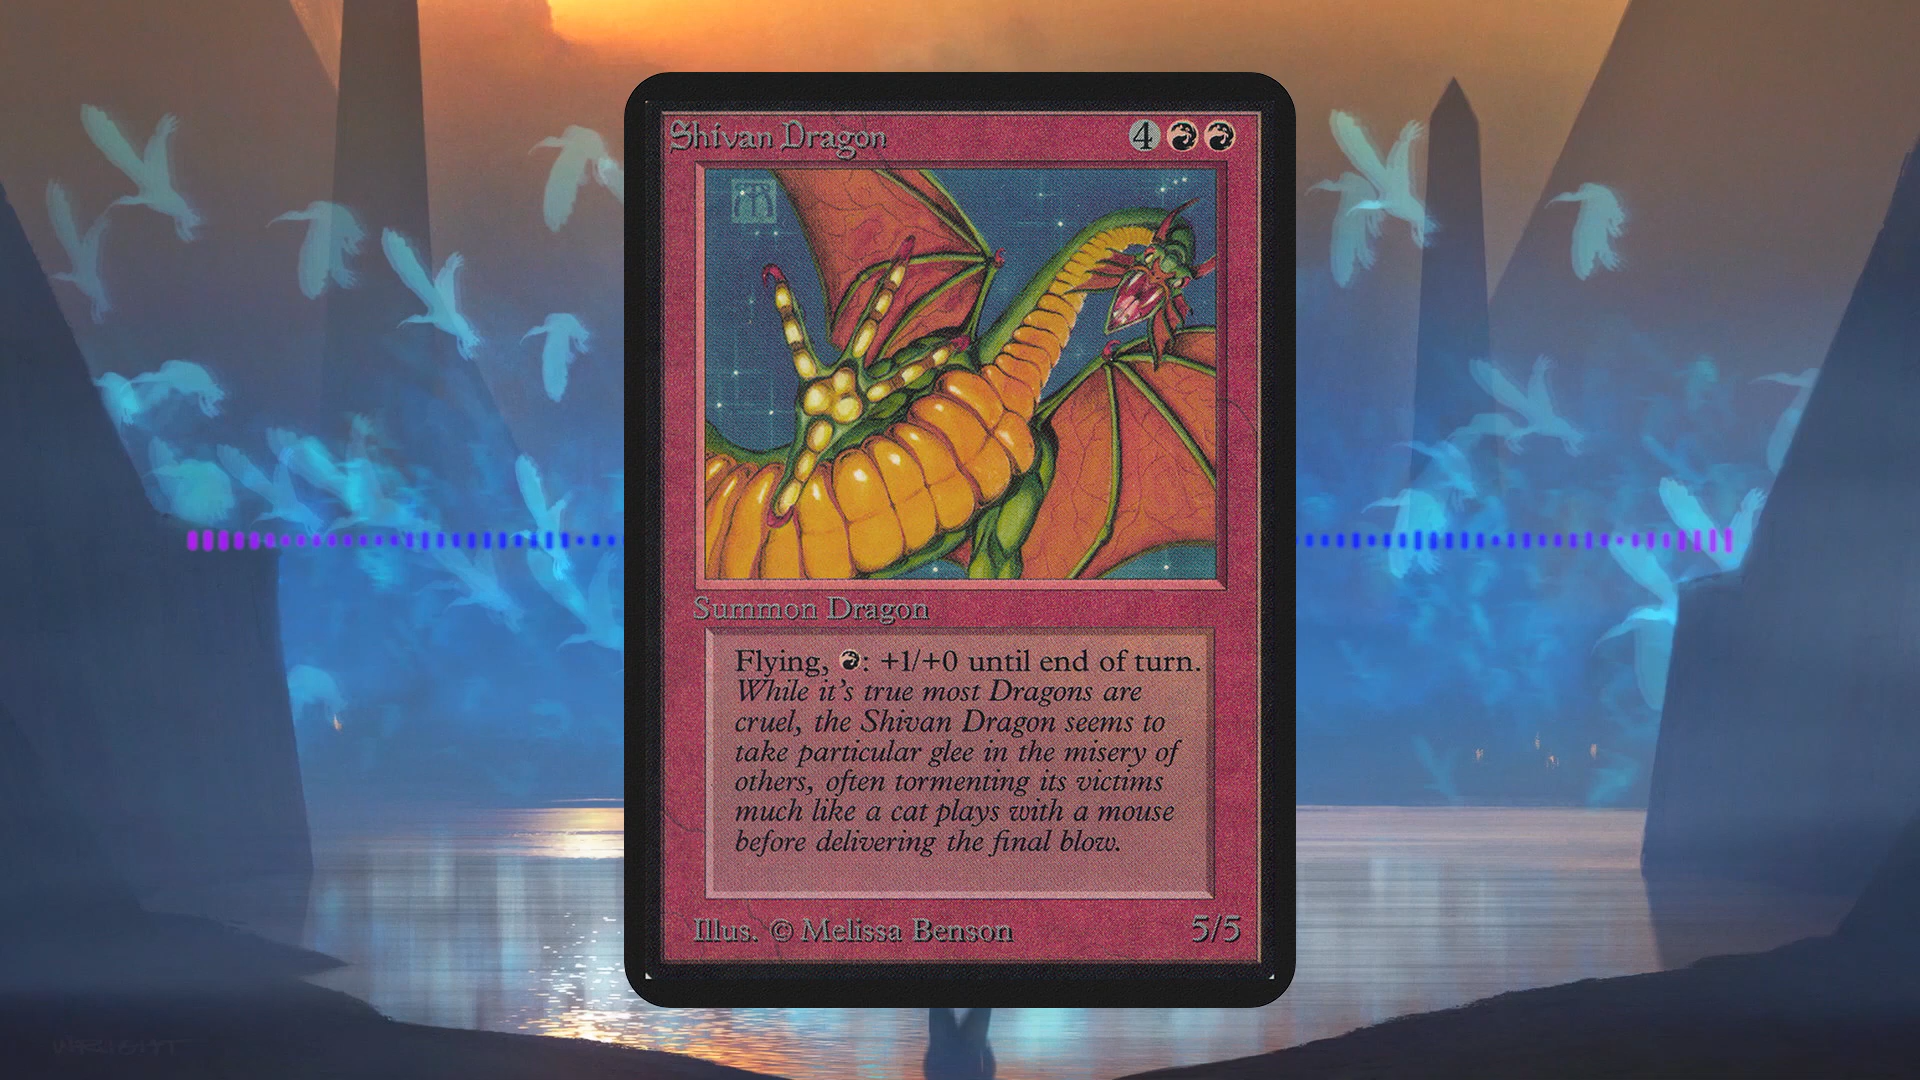 Shivan Dragon 4
Summon Dragon
Flying, : +1/+0 until end of turn.
While it's true most Dragons are
cruel, the Shivan Dragon seems to
take particular glee in the misery of
others, often tormenting its victims
much like a cat plays with a mouse
before delivering the final blow.
Illus. © Melissa Benson 5/5